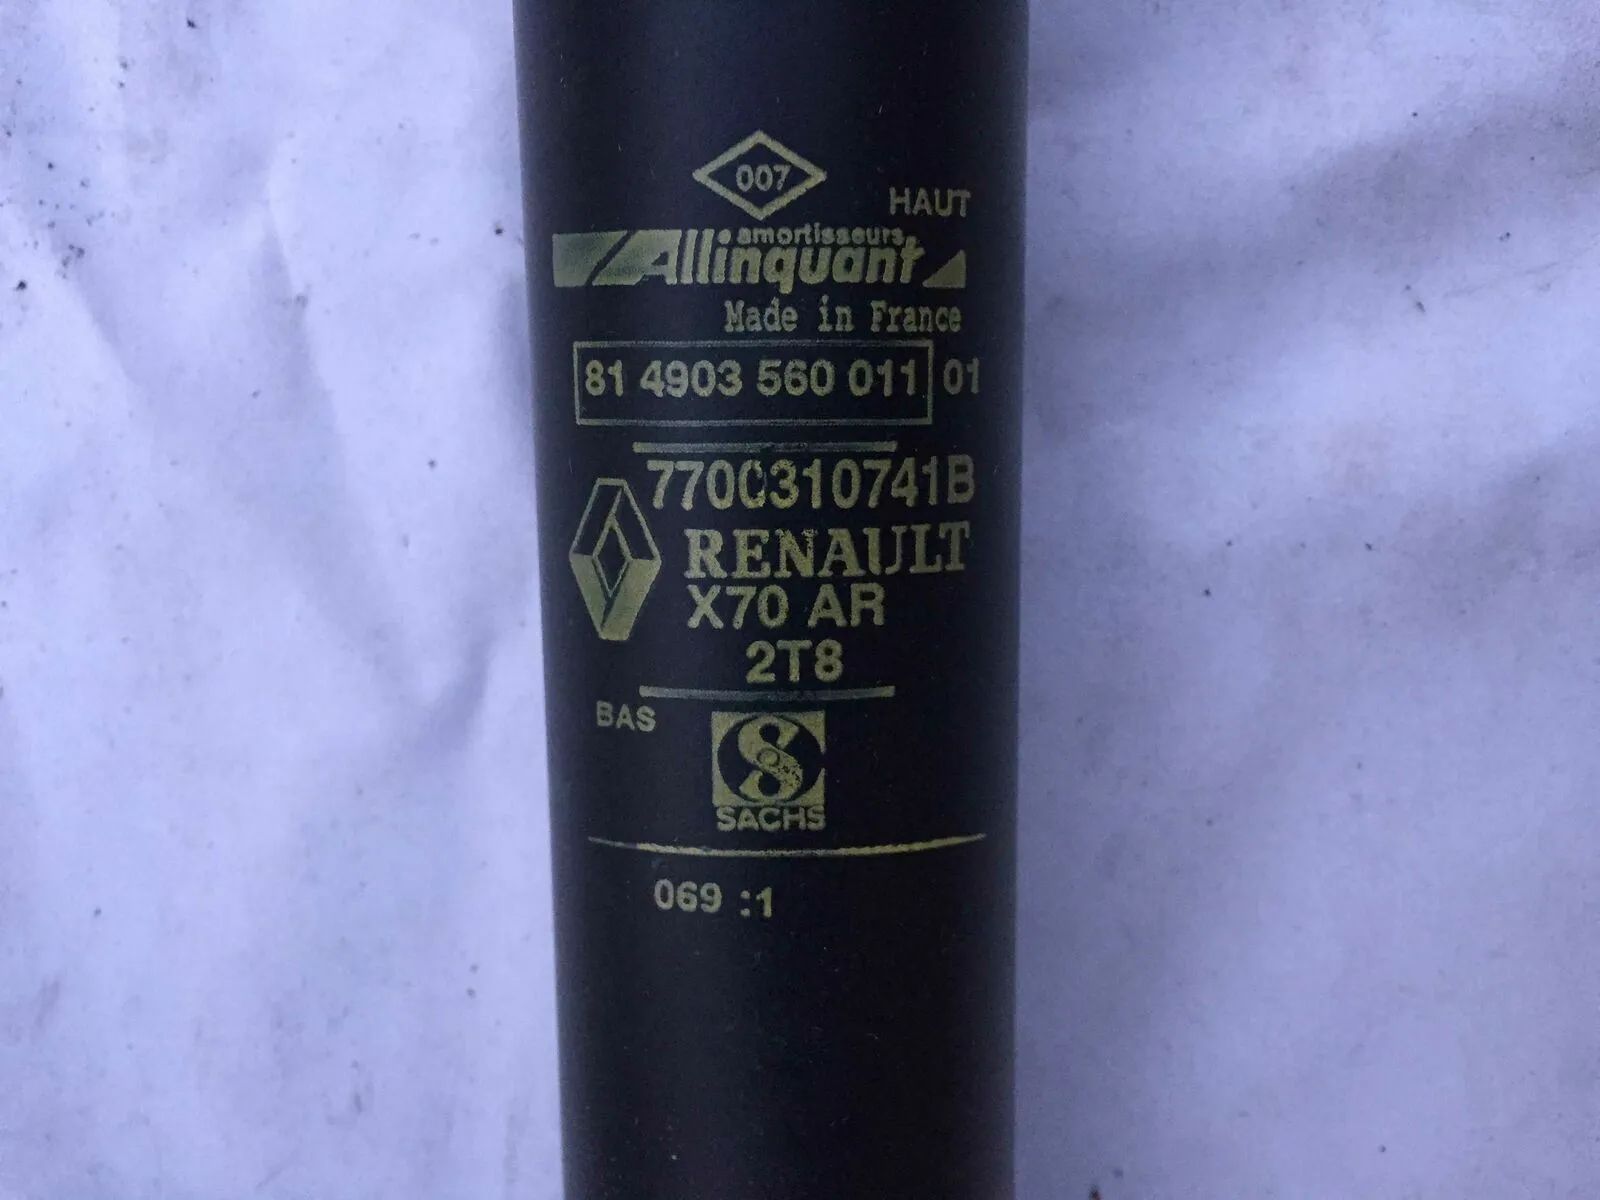 007
HAUT
amortisseurs
Allinquant
Made in France
81 4903 560 011 01
7700310741B
RENAULT
X70 AR
2T8
BAS
S
SACHS
069 :1